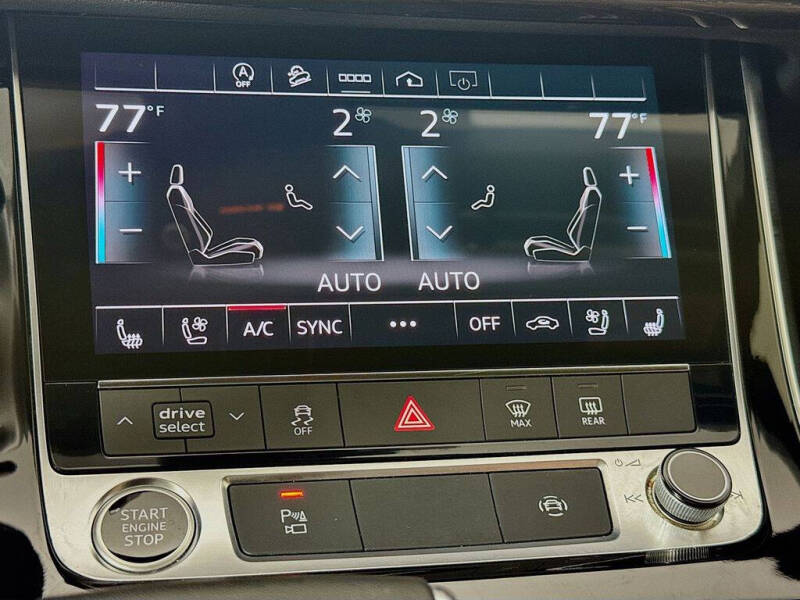 A
OFF
77°F 2 2 77°F
AUTO AUTO
A/C SYNC ••• OFF
drive
select
OFF
MAX
REAR
START
ENGINE
STOP
P